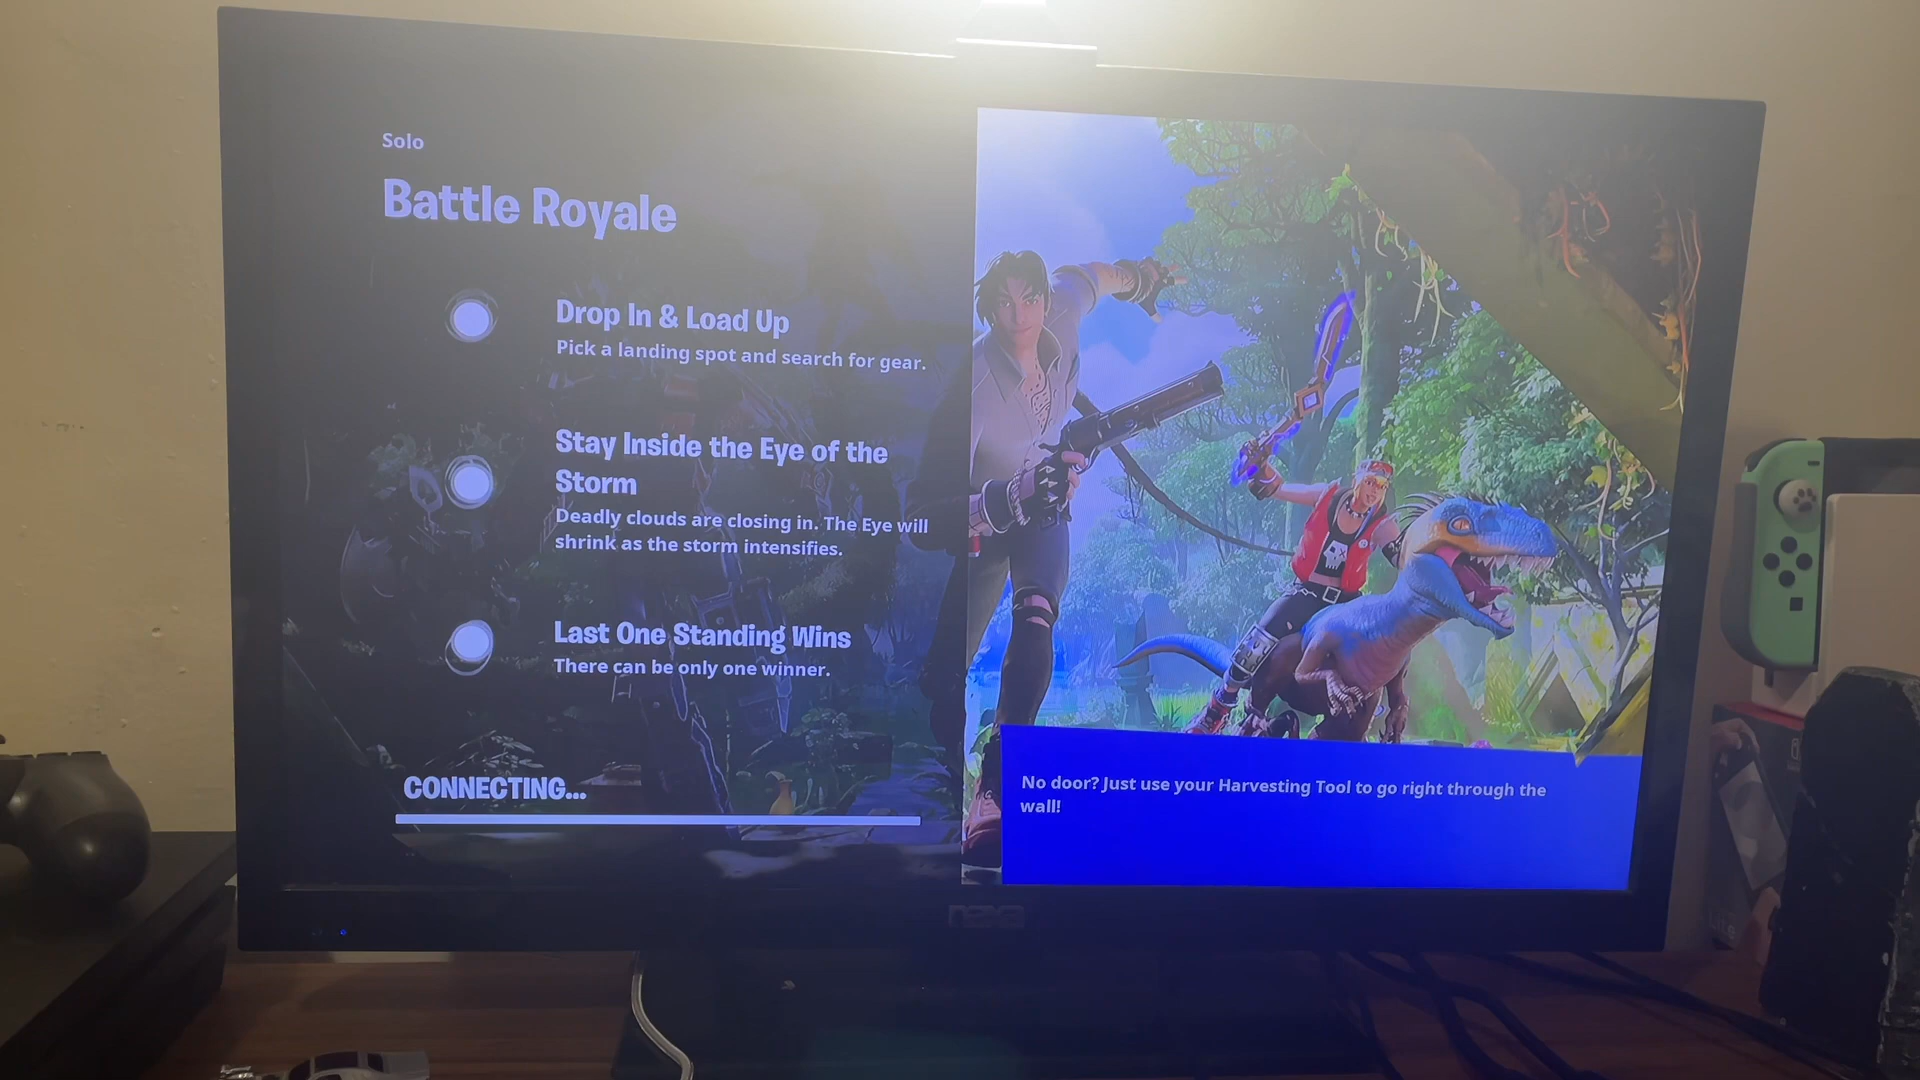 Solo
Battle Royale
Drop In & Load Up
Pick a landing spot and search for gear.
Stay Inside the Eye of the
Storm
Deadly clouds are closing in. The Eye will
shrink as the storm intensifies.
Last One Standing Wins
There can be only one winner.
CONNECTING...
No door? Just use your Harvesting Tool to go right through the
wall!
naxa